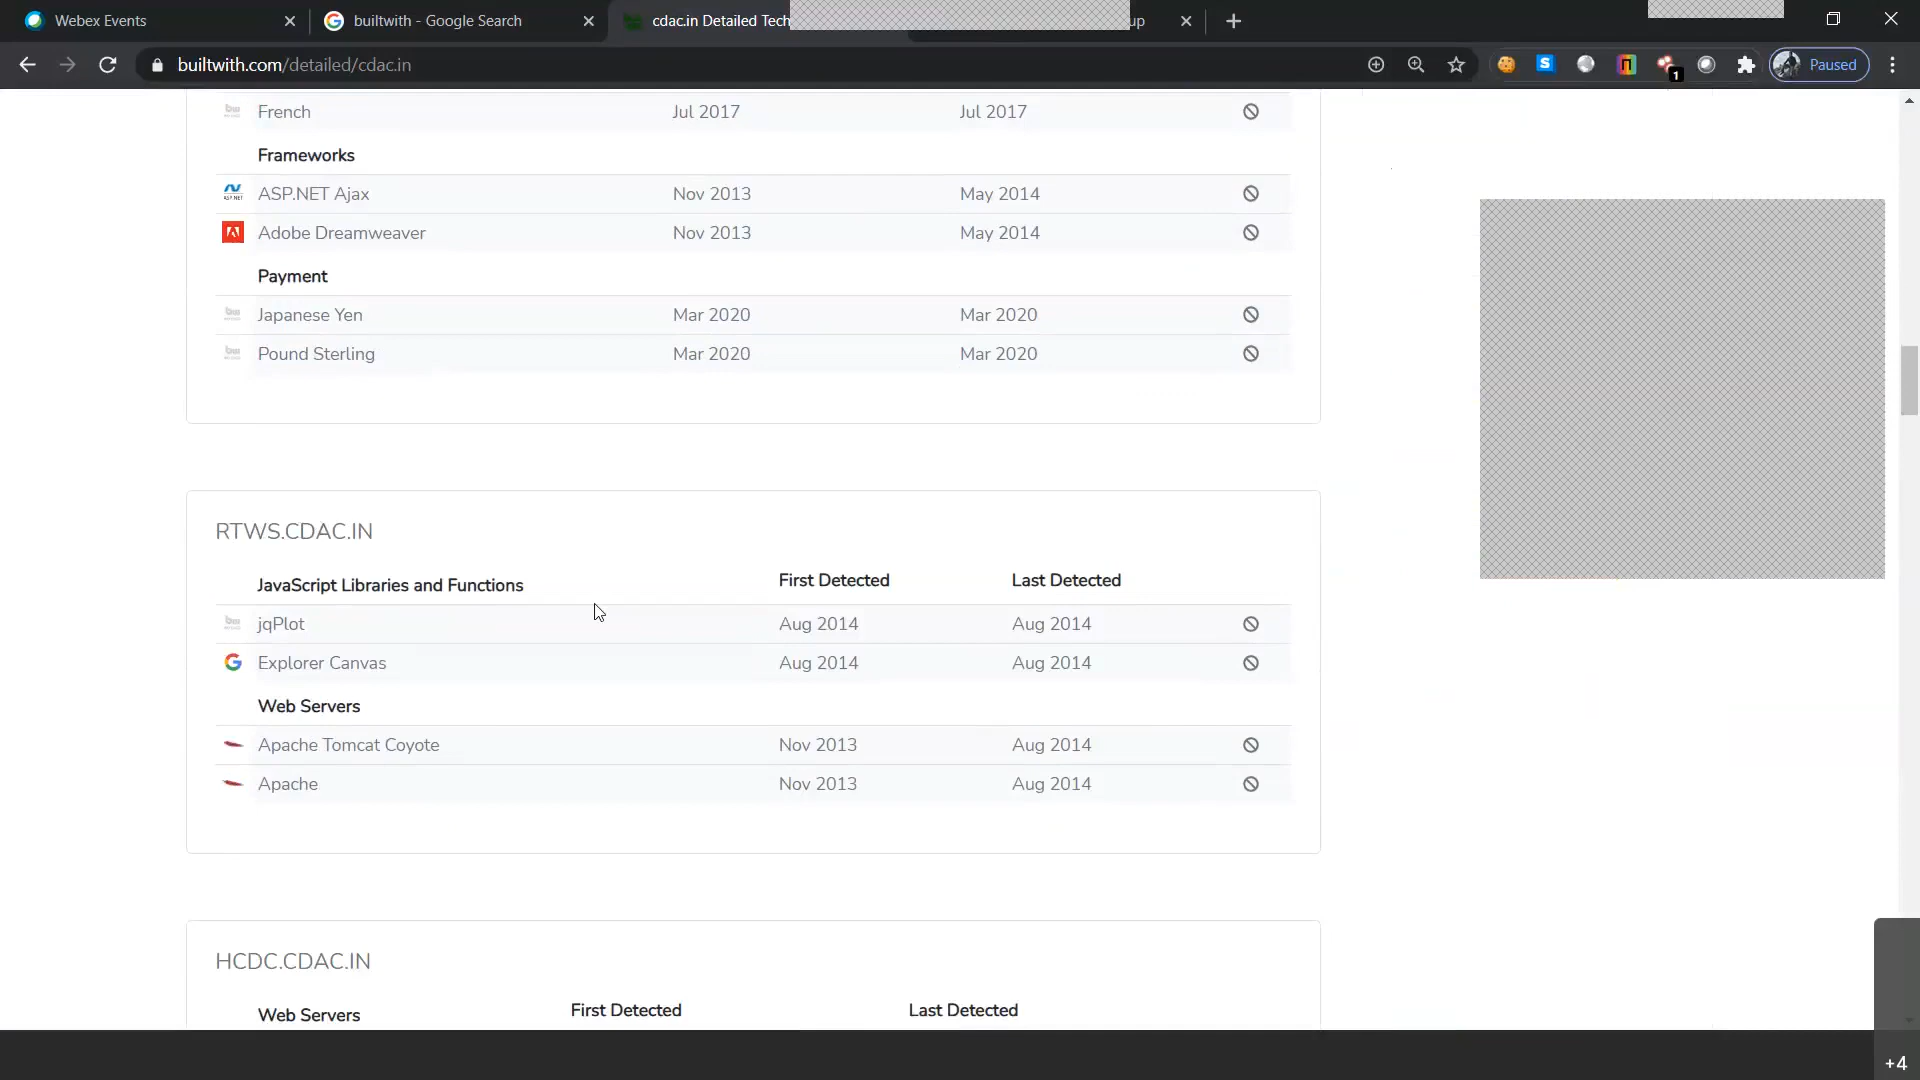 Webex Events
builtwith - Google Search
cdac.in Detailed Tech
up
builtwith.com/detailed/cdac.in
S
1
Paused
French Jul 2017 Jul 2017
Frameworks
ASP.NET Ajax Nov 2013 May 2014
Adobe Dreamweaver Nov 2013 May 2014
Payment
Japanese Yen Mar 2020 Mar 2020
Pound Sterling Mar 2020 Mar 2020
RTWS.CDAC.IN
JavaScript Libraries and Functions First Detected Last Detected
jqPlot Aug 2014 Aug 2014
Explorer Canvas Aug 2014 Aug 2014
Web Servers
Apache Tomcat Coyote Nov 2013 Aug 2014
Apache Nov 2013 Aug 2014
HCDC.CDAC.IN
Web Servers First Detected Last Detected
+4